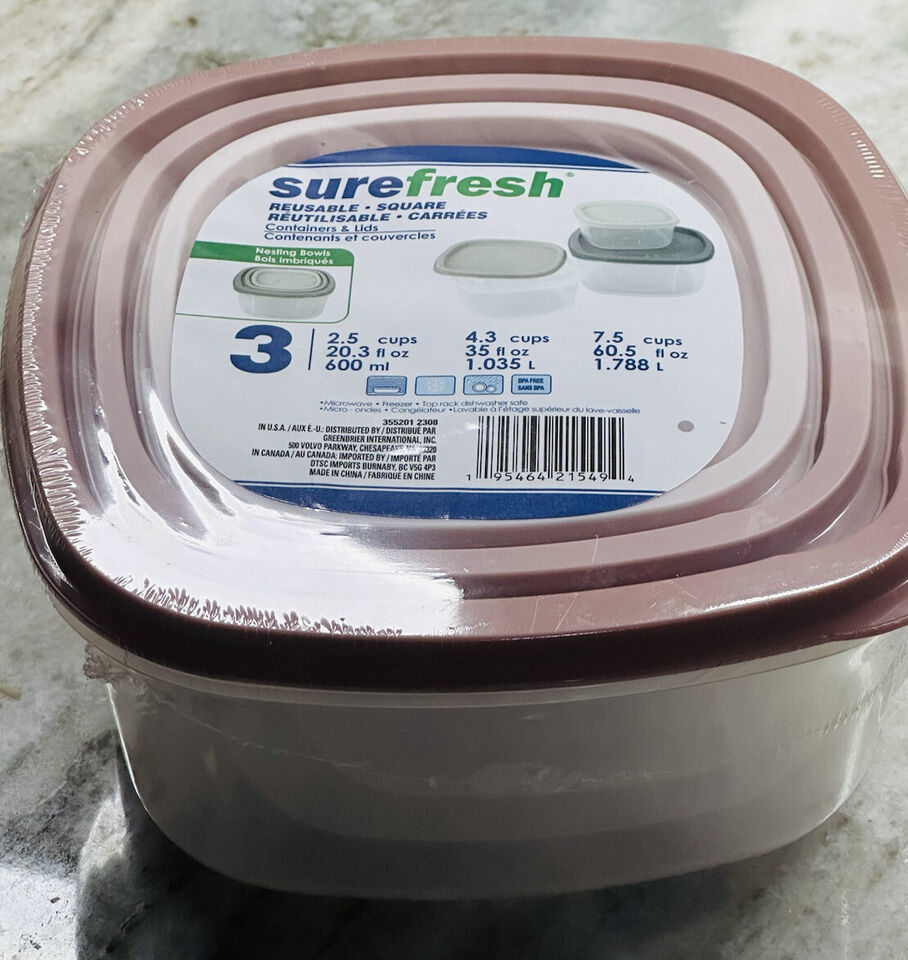 surefresh®
REUSABLE • SQUARE
RÉUTILISABLE • CARRÉES
Containers & Lids
Contenants et couvercles
Nesting Bowls
Bols imbriqués
3
2.5 cups
20.3 fl oz
600 ml
4.3 cups
35 fl oz
1.035 L
7.5 cups
60.5 fl oz
1.788 L
BPA FREE
SANS BPA
•Microwave • Freezer • Top rack dishwasher safe
•Micro - ondes • Congélateur •Lavable à l'étage supérieur du lave-vaisselle
355201 2308
IN U.S.A. / AUX É.-U.: DISTRIBUTED BY / DISTRIBUÉ PAR
GREENBRIER INTERNATIONAL, INC.
500 VOLVO PARKWAY, CHESAPEAKE,
IN CANADA / AU CANADA: IMPORTED BY / IMPORTÉ PAR
DTSC IMPORTS BURNABY, BC V5G 4P3
MADE IN CHINA / FABRIQUÉ EN CHINE
1 95464 21549 4